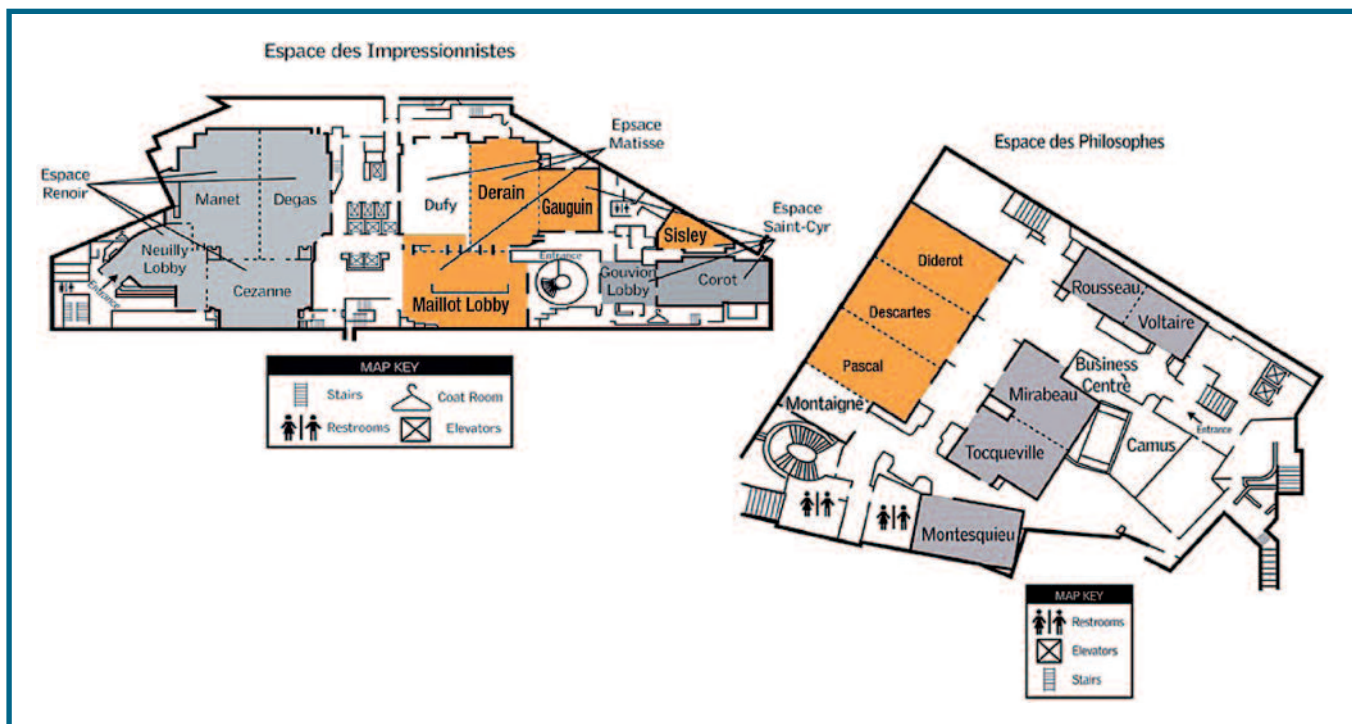 Espace des Impressionnistes
Espace
Renoir
Manet
Degas
Neuilly
Lobby
Entrance
Cezanne
Epsace
Matisse
Dufy
Derain
Gauguin
Sisley
Espace
Saint-Cyr
Entrance
Gouvion
Lobby
Corot
Maillot Lobby
MAP KEY
Stairs
Coat Room
Restrooms
Elevators
Espace des Philosophes
Diderot
Descartes
Pascal
Montaigne
Rousseau
Voltaire
Business
Centre
Mirabeau
Entrance
Camus
Tocqueville
Montesquieu
MAP KEY
Restrooms
Elevators
Stairs